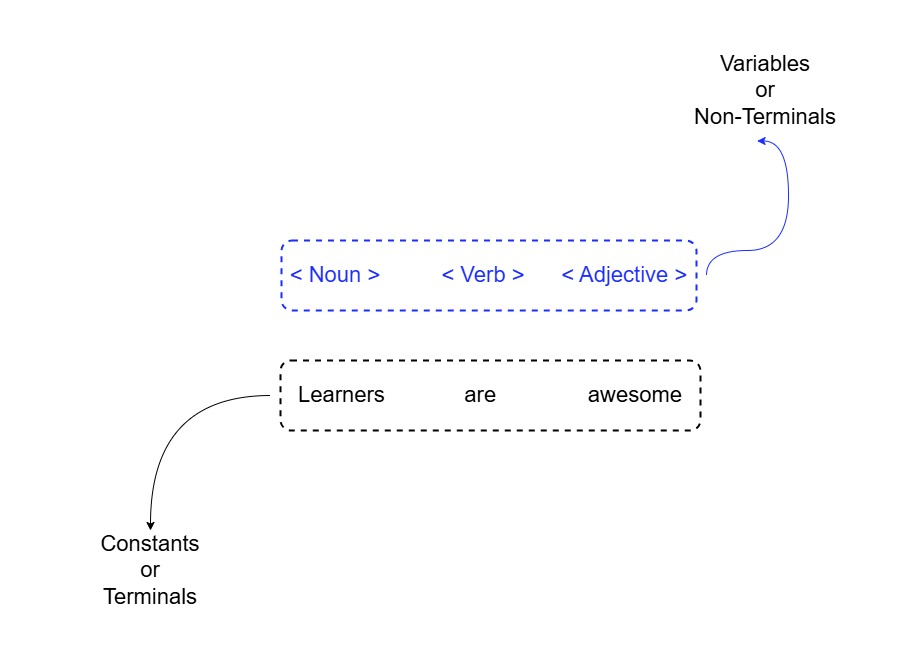 Variables
or
Non-Terminals
< Noun > < Verb > < Adjective >
Learners are awesome
Constants
or
Terminals